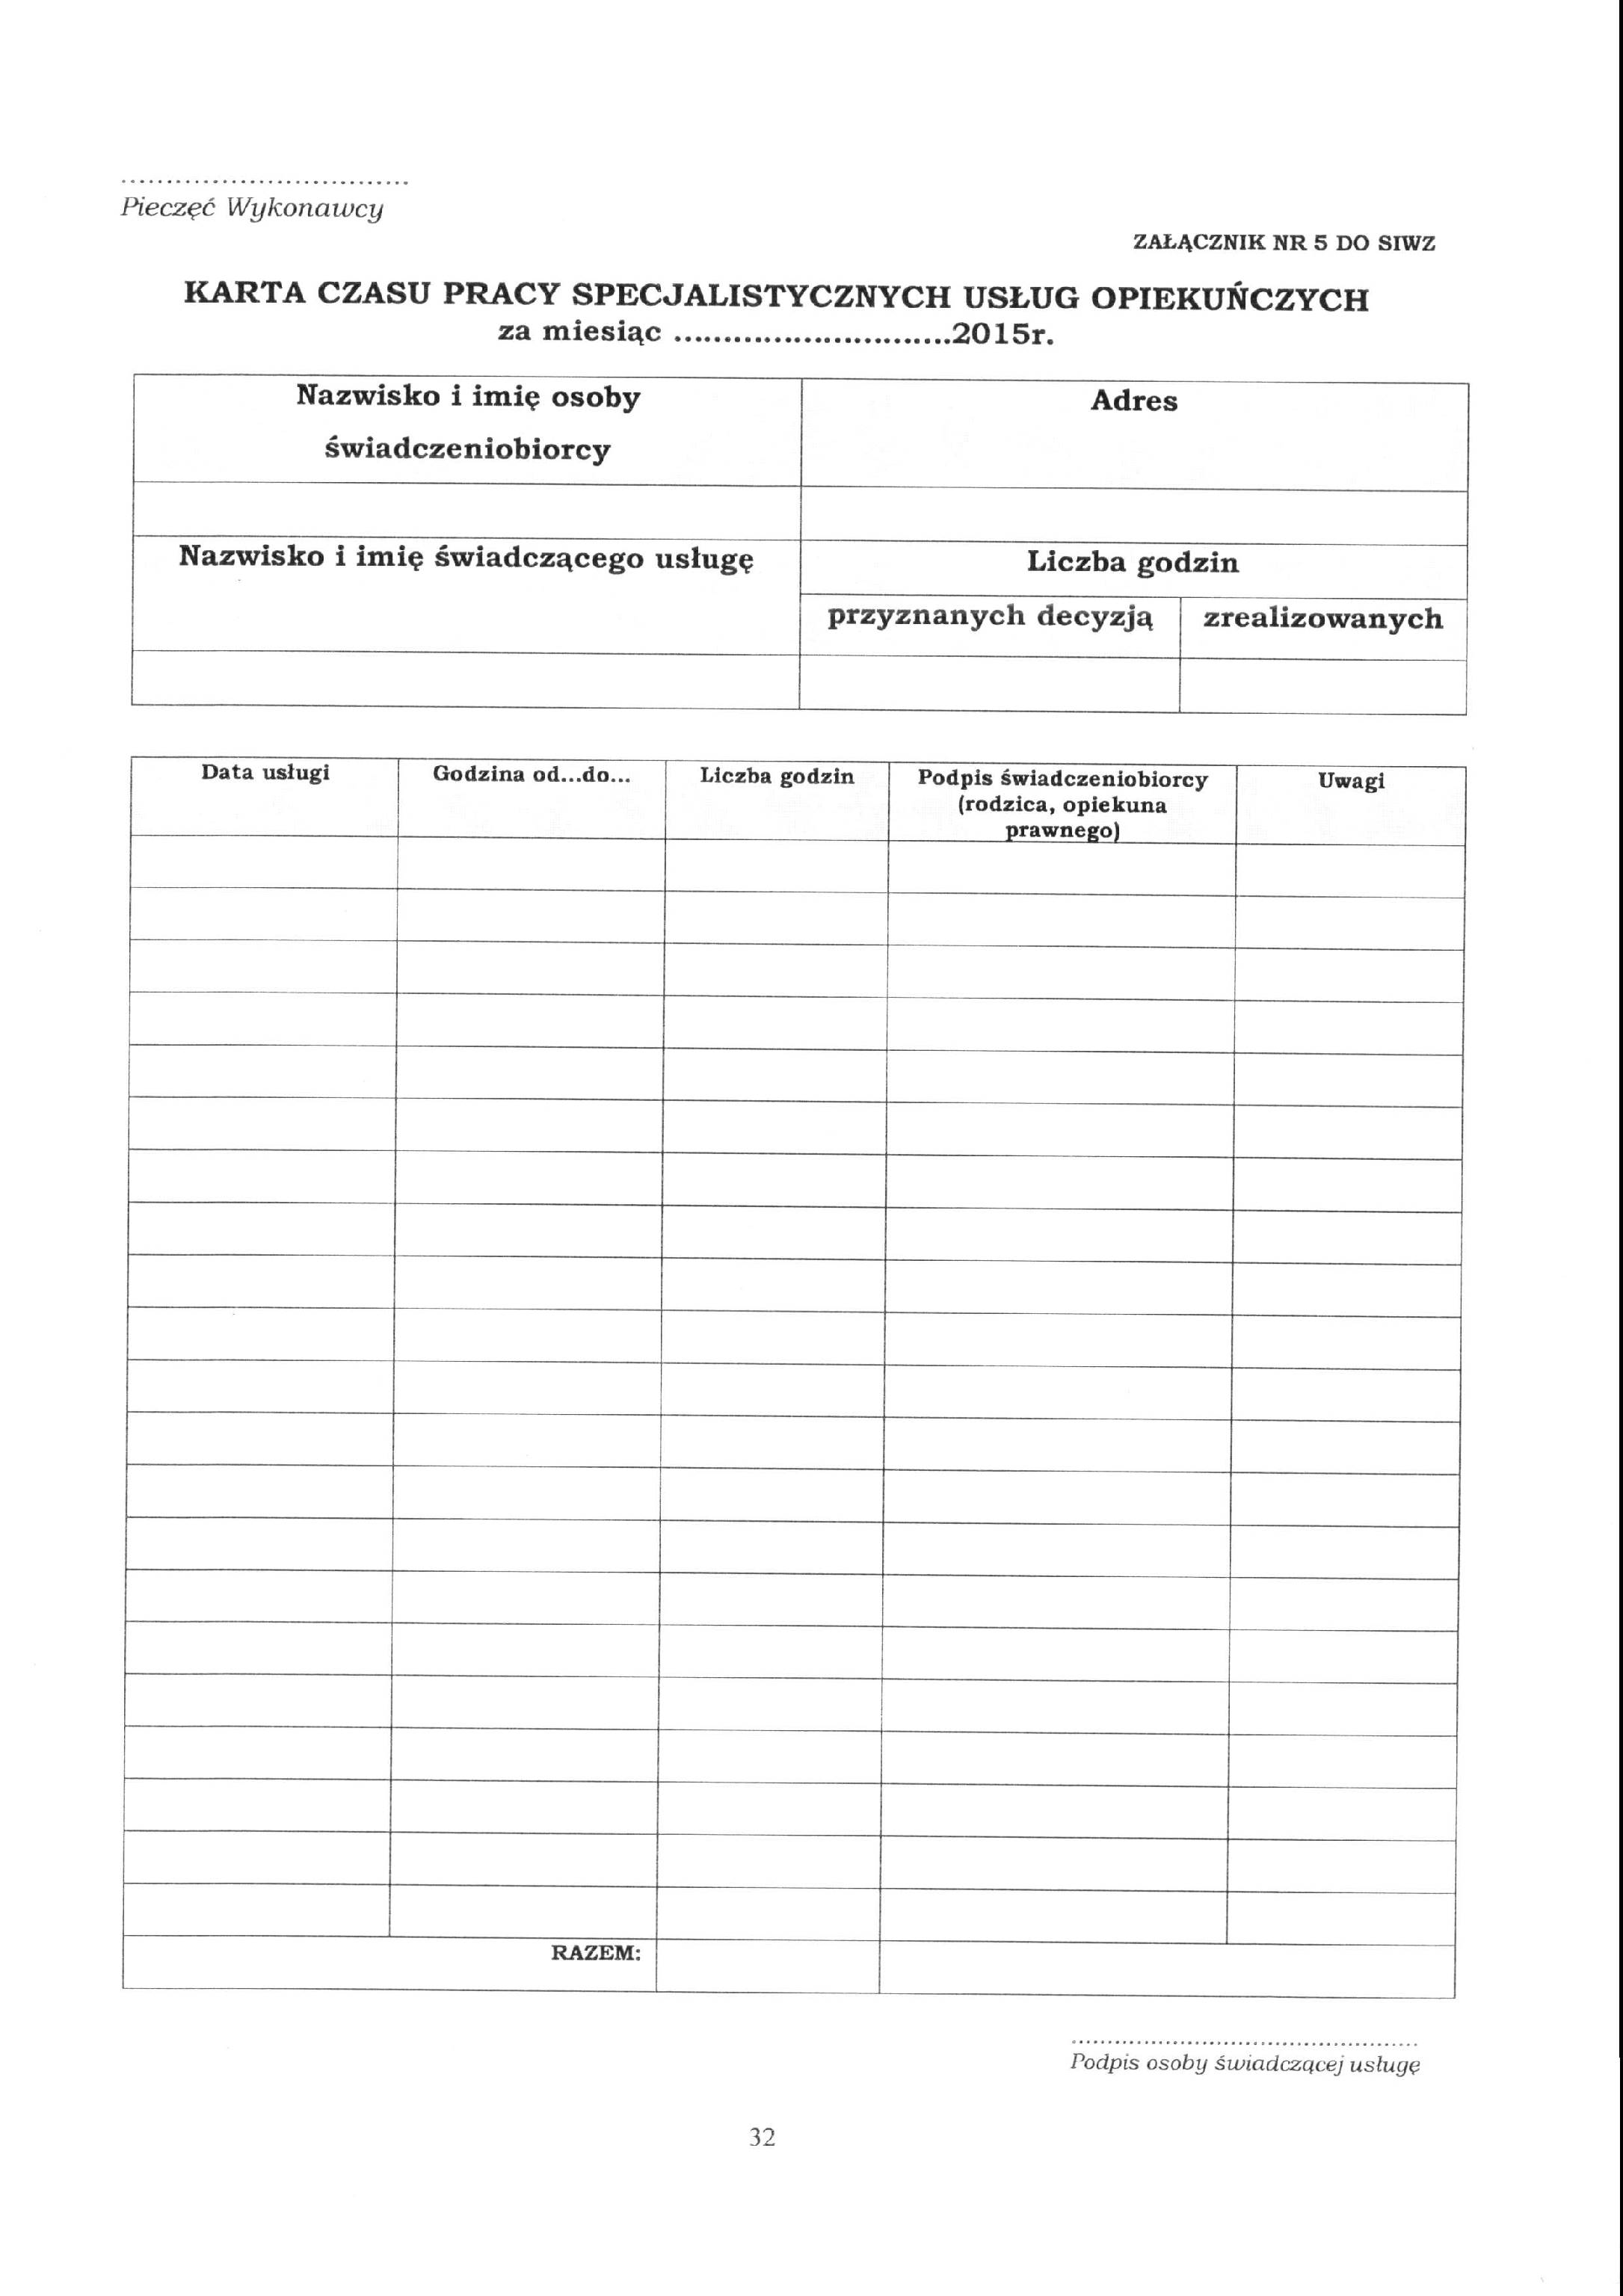 ................................
Pieczęć Wykonawcy
ZAŁĄCZNIK NR 5 DO SIWZ
KARTA CZASU PRACY SPECJALISTYCZNYCH USŁUG OPIEKUŃCZYCH
za miesiąc ............................2015r.
Nazwisko i imię osoby
świadczeniobiorcy
Adres
Nazwisko i imię świadczącego usługę
Liczba godzin
przyznanych decyzją
zrealizowanych
Data usługi
Godzina od...do...
Liczba godzin
Podpis świadczeniobiorcy
(rodzica, opiekuna
prawnego)
Uwagi
RAZEM:
................................................
Podpis osoby świadczącej usługę
32